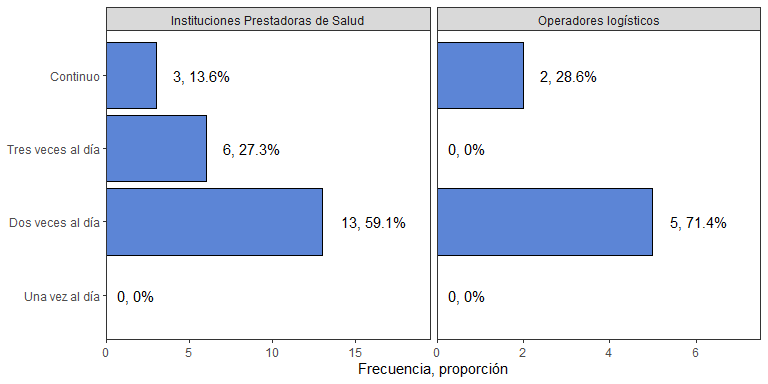 Instituciones Prestadoras de Salud
Operadores logísticos
Continuo
3, 13.6%
2, 28.6%
Tres veces al día
6, 27.3%
0, 0%
Dos veces al día
13, 59.1%
5, 71.4%
Una vez al día
0, 0%
0, 0%
0 5 10 15
0 2 4 6
Frecuencia, proporción